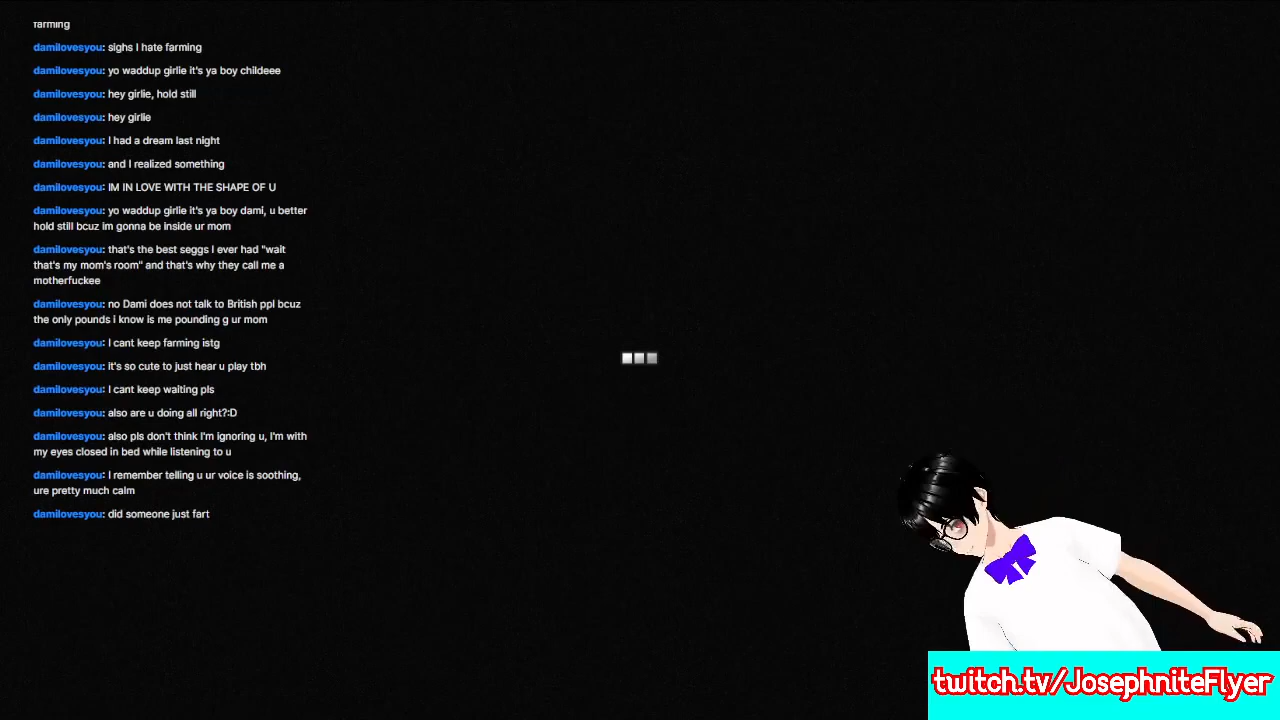 farming
damilovesyou: sighs I hate farming
damilovesyou: yo waddup girlie it's ya boy childeee
damilovesyou: hey girlie, hold still
damilovesyou: hey girlie
damilovesyou: I had a dream last night
damilovesyou: and I realized something
damilovesyou: IM IN LOVE WITH THE SHAPE OF U
damilovesyou: yo waddup girlie it's ya boy dami, u better
hold still bcuz im gonna be inside ur mom
damilovesyou: that's the best seggs I ever had "wait
that's my mom's room" and that's why they call me a
motherfuckee
damilovesyou: no Dami does not talk to British ppl bcuz
the only pounds i know is me pounding g ur mom
damilovesyou: I cant keep farming istg
damilovesyou: it's so cute to just hear u play tbh
damilovesyou: I cant keep waiting pls
damilovesyou: also are u doing all right?:D
damilovesyou: also pls don't think I'm ignoring u, I'm with
my eyes closed in bed while listening to u
damilovesyou: I remember telling u ur voice is soothing,
ure pretty much calm
damilovesyou: did someone just fart
twitch.tv/JosephniteFlyer